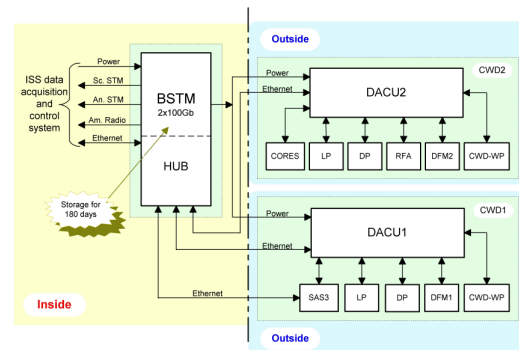 Outside
CWD2
Power
Ethernet
DACU2
CORES
LP
DP
RFA
DFM2
CWD-WP
ISS data
acquisition
and
control
system
Power
Sc. STM
An. STM
Am. Radio
Ethernet
BSTM
2x100Gb
HUB
Storage for
180 days
CWD1
Power
Ethernet
DACU1
Ethernet
SAS3
LP
DP
DFM1
CWD-WP
Inside
Outside